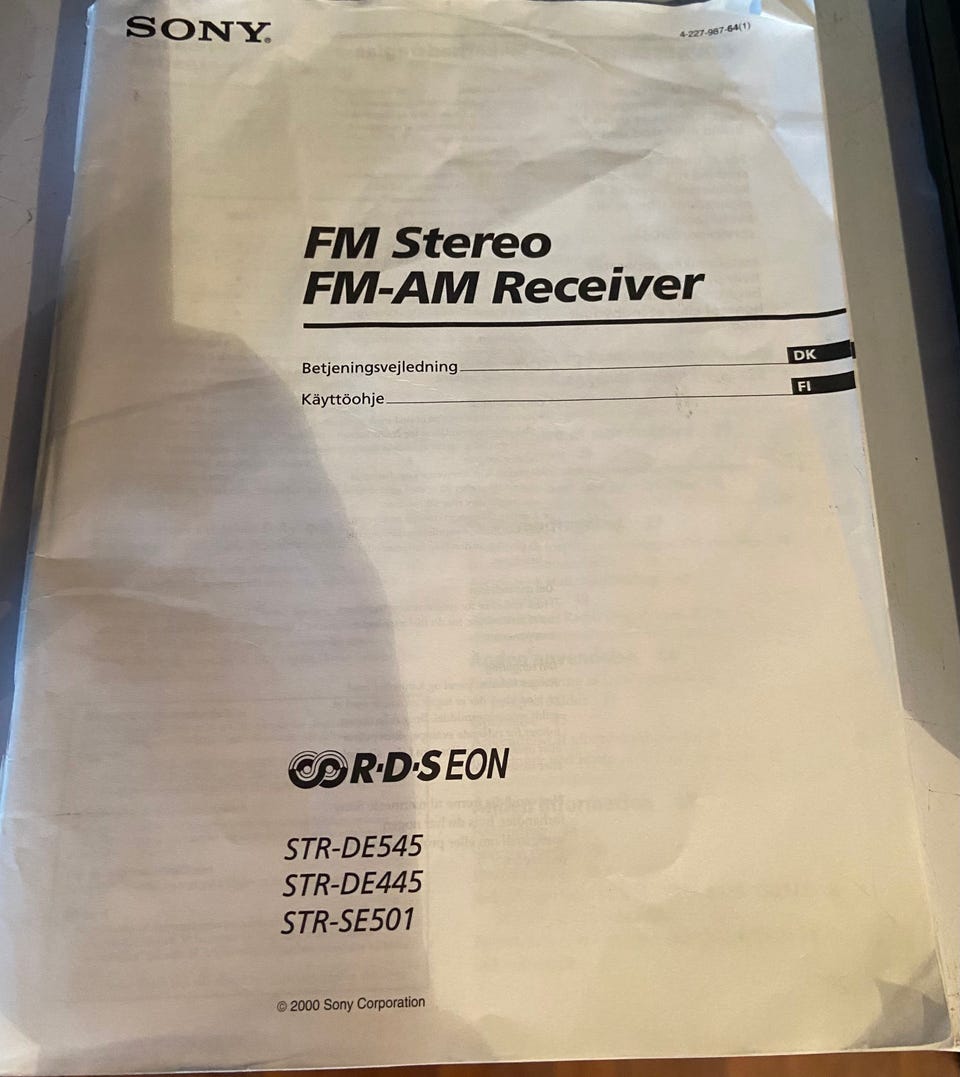 SONY®
4-227-987-64(1)
FM Stereo
FM-AM Receiver
Betjeningsvejledning
DK
Käyttöohje
FI
R·D·S EON
STR-DE545
STR-DE445
STR-SE501
© 2000 Sony Corporation